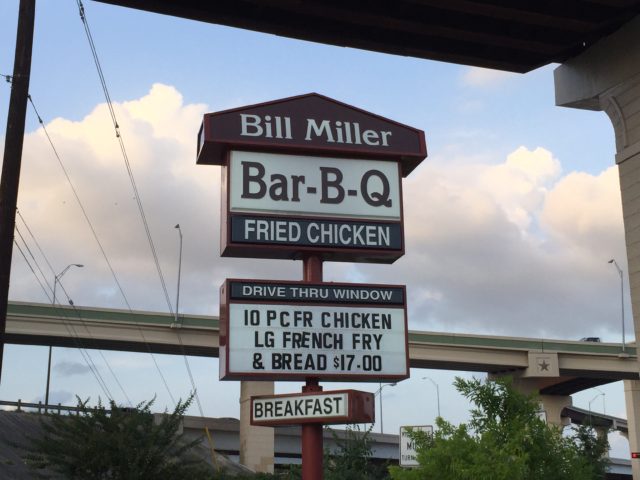 Bill Miller
Bar-B-Q
FRIED CHICKEN
DRIVE THRU WINDOW
10 PC FR CHICKEN
LG FRENCH FRY
& BREAD $17.00
BREAKFAST